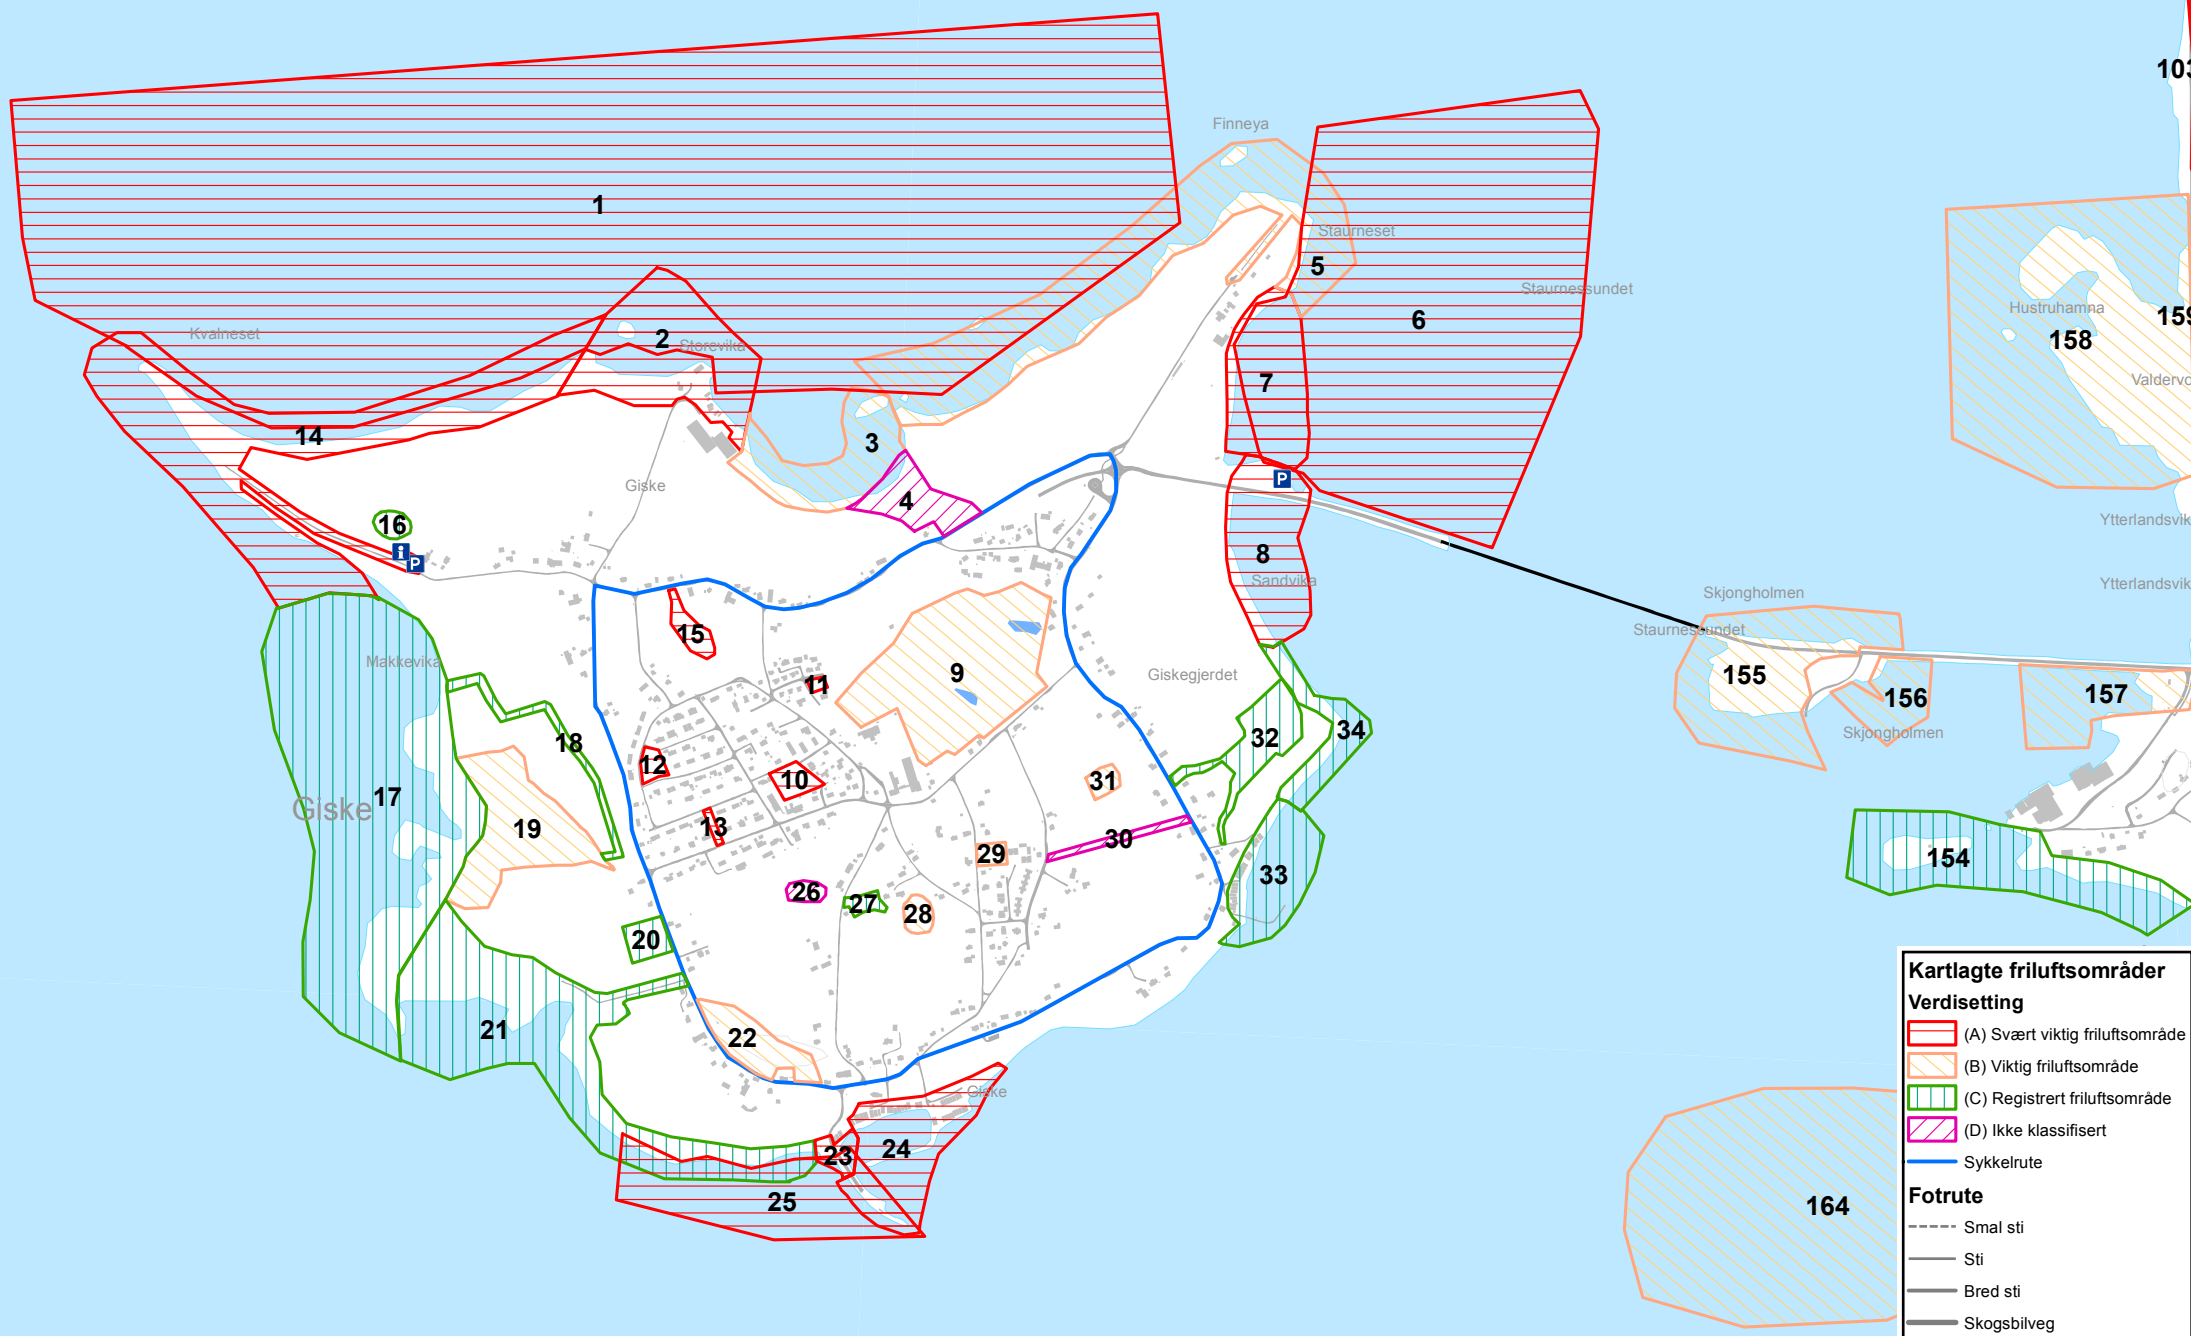 103
Finneya
1
Staurneset
5
Staurnessundet
Hustruhamna
6
159
158
Kvalneset
2
Storevika
Valdervo
7
14
3
P
Giske
4
16
i
P
8
Sandvika
Ytterlandsvik
Ytterlandsvik
Skjongholmen
Staurnessundet
15
Makkevika
9
Giskegjerdet
11
155
156
157
Skjongholmen
18
32
34
12
10
31
17
Giske
19
13
30
29
154
33
26
27
28
20
21
22
Giske
24
23
25
164
Kartlagte friluftsområder
Verdisetting
(A) Svært viktig friluftsområde
(B) Viktig friluftsområde
(C) Registrert friluftsområde
(D) Ikke klassifisert
Sykkelrute
Fotrute
Smal sti
Sti
Bred sti
Skogsbilveg